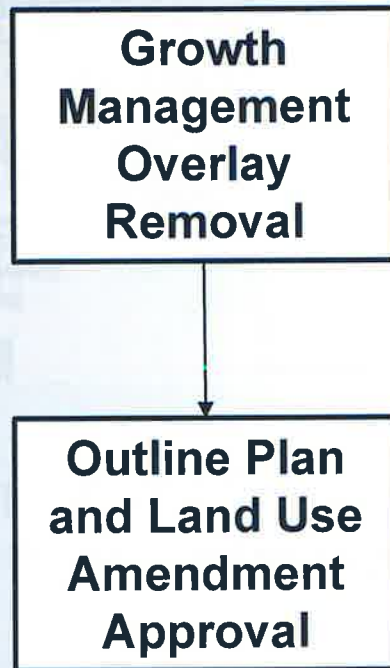 Growth
Management
Overlay
Removal
Outline Plan
and Land Use
Amendment
Approval